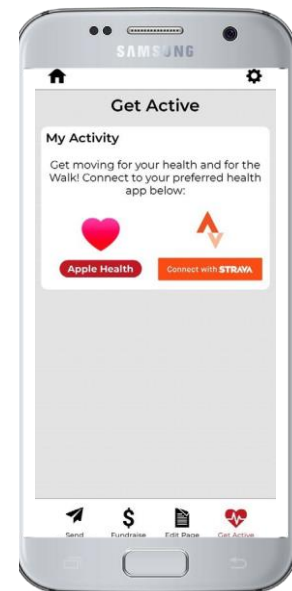 SAMSUNG
Get Active
My Activity
Get moving for your health and for the
Walk! Connect to your preferred health
app below:
Apple Health
Connect with STRAVA
Send
Fundraise
Edit Page
Get Active